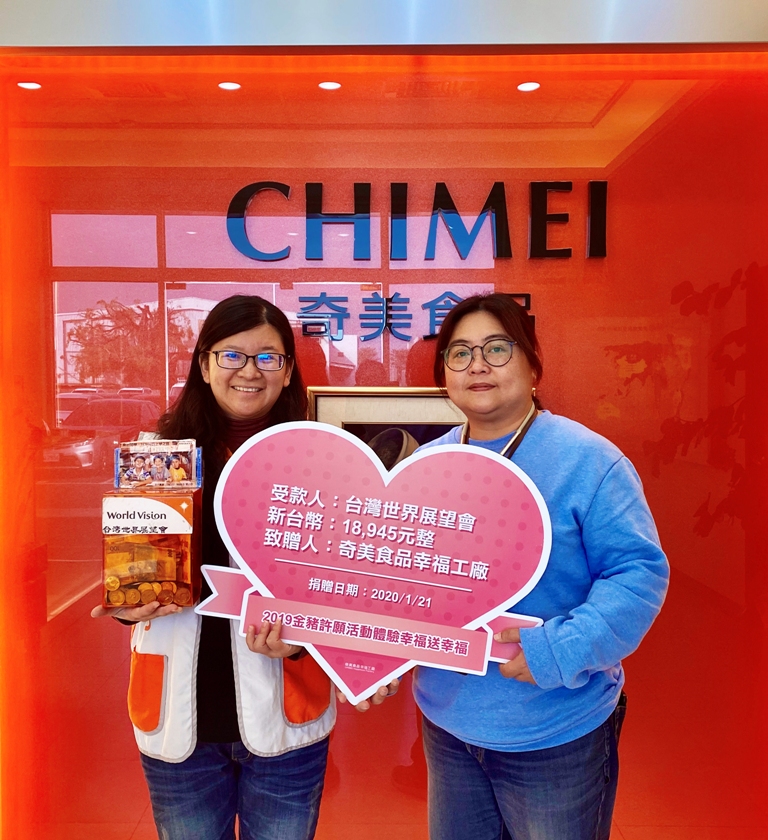 CHIMEI
奇美食品
World Vision
台灣世界展望會
受款人：台灣世界展望會
新台幣：18,945元整
致贈人：奇美食品幸福工廠
捐贈日期：2020/1/21
2019金豬許願活動體驗幸福送幸福